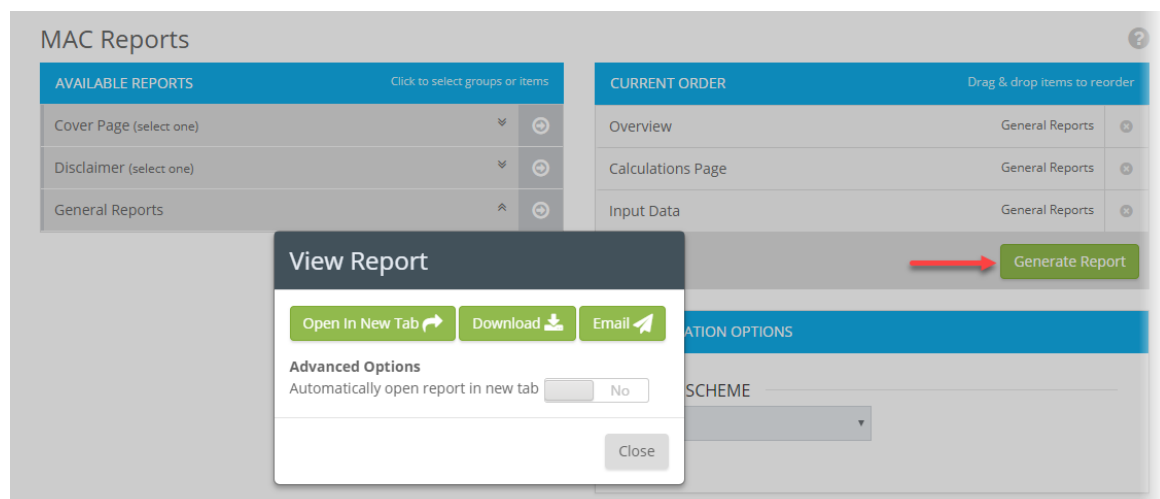 MAC Reports
AVAILABLE REPORTS Click to select groups or items
Cover Page (select one)
Disclaimer (select one)
General Reports
CURRENT ORDER Drag & drop items to reorder
Overview General Reports
Calculations Page General Reports
Input Data General Reports
Generate Report
View Report
Open In New Tab Download Email
Advanced Options
Automatically open report in new tab No
Close
OPTIONS
SCHEME